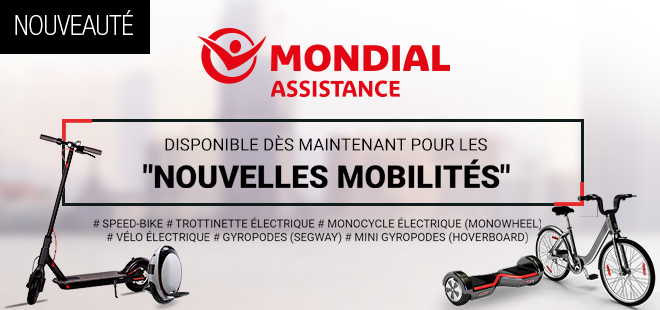 NOUVEAUTÉ
MONDIAL
ASSISTANCE
DISPONIBLE DÈS MAINTENANT POUR LES
"NOUVELLES MOBILITÉS"
# SPEED-BIKE # TROTTINETTE ÉLECTRIQUE # MONOCYCLE ÉLECTRIQUE (MONOWHEEL)
# VÉLO ÉLECTRIQUE # GYROPODES (SEGWAY) # MINI GYROPODES (HOVERBOARD)